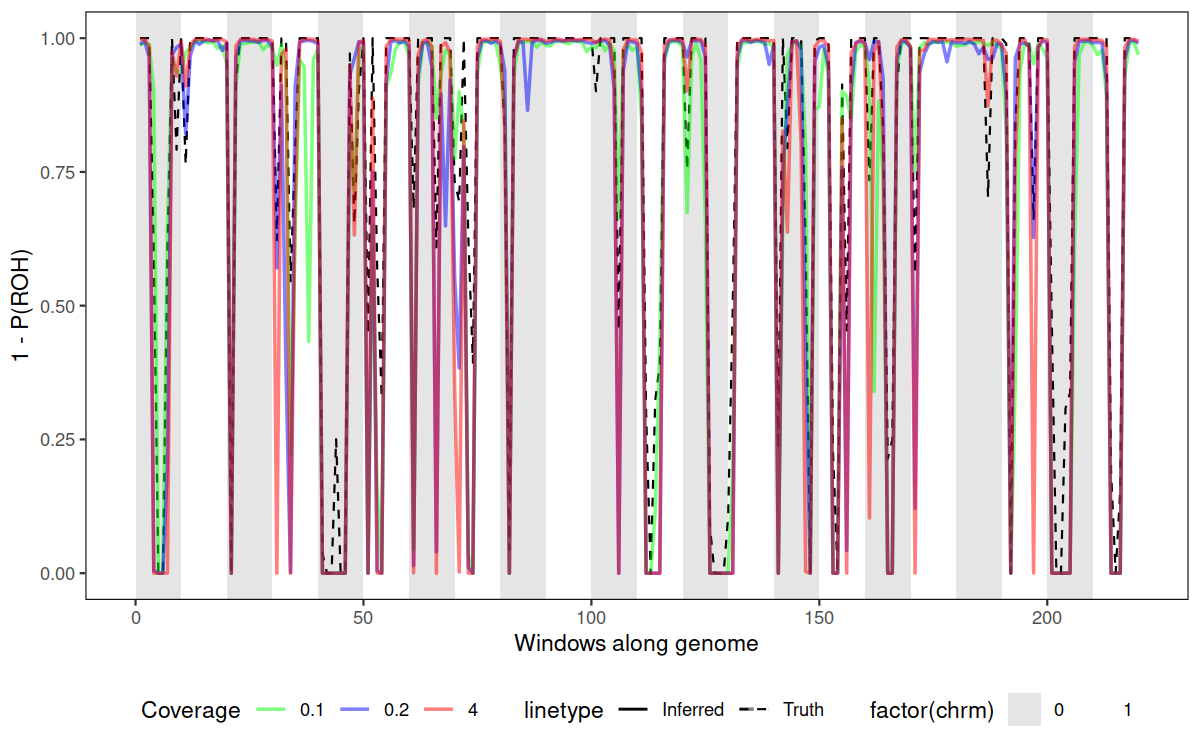 1.00
0.75
0.50
0.25
0.00
1 - P(ROH)
0 50 100 150 200
Windows along genome
Coverage 0.1 0.2 4 linetype Inferred Truth factor(chrm) 0 1